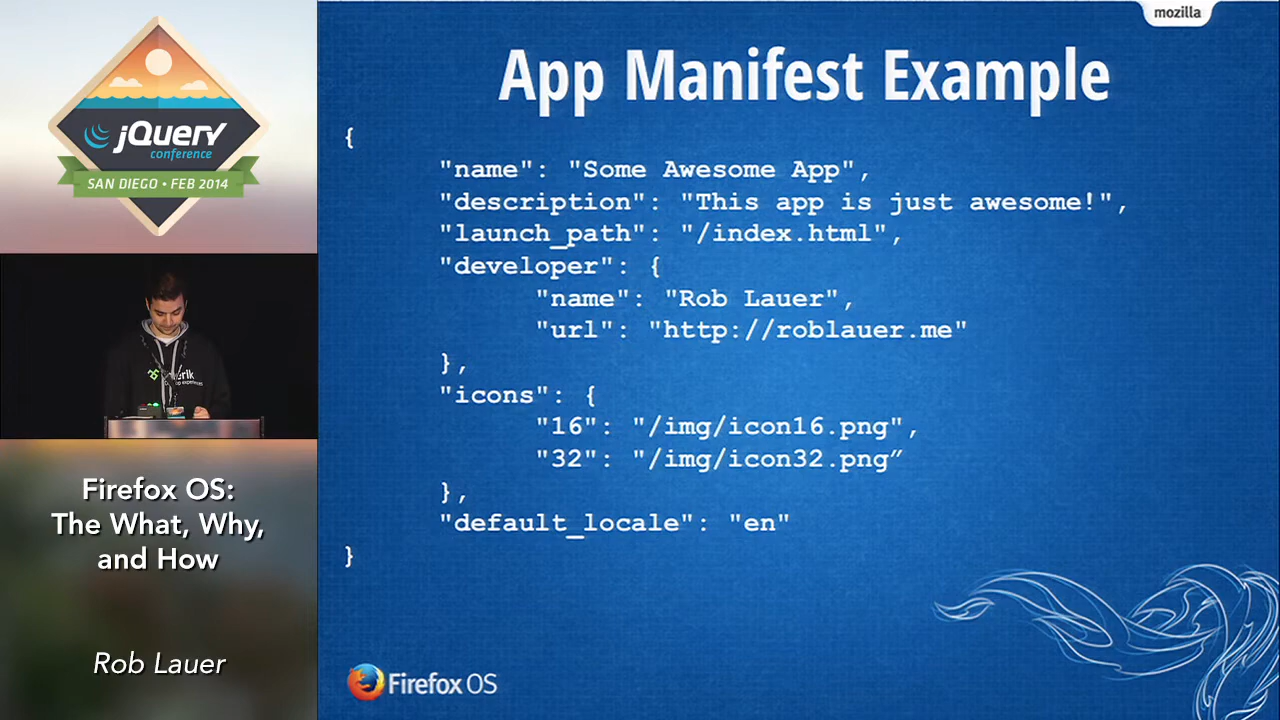 mozilla
App Manifest Example
{
"name": "Some Awesome App",
"description": "This app is just awesome!",
"launch_path": "/index.html",
"developer": {
"name": "Rob Lauer",
"url": "http://roblauer.me"
},
"icons": {
"16": "/img/icon16.png",
"32": "/img/icon32.png”
},
"default_locale": "en"
}
Firefox OS
jQuery
conference
SAN DIEGO • FEB 2014
Firefox OS:
The What, Why,
and How
Rob Lauer